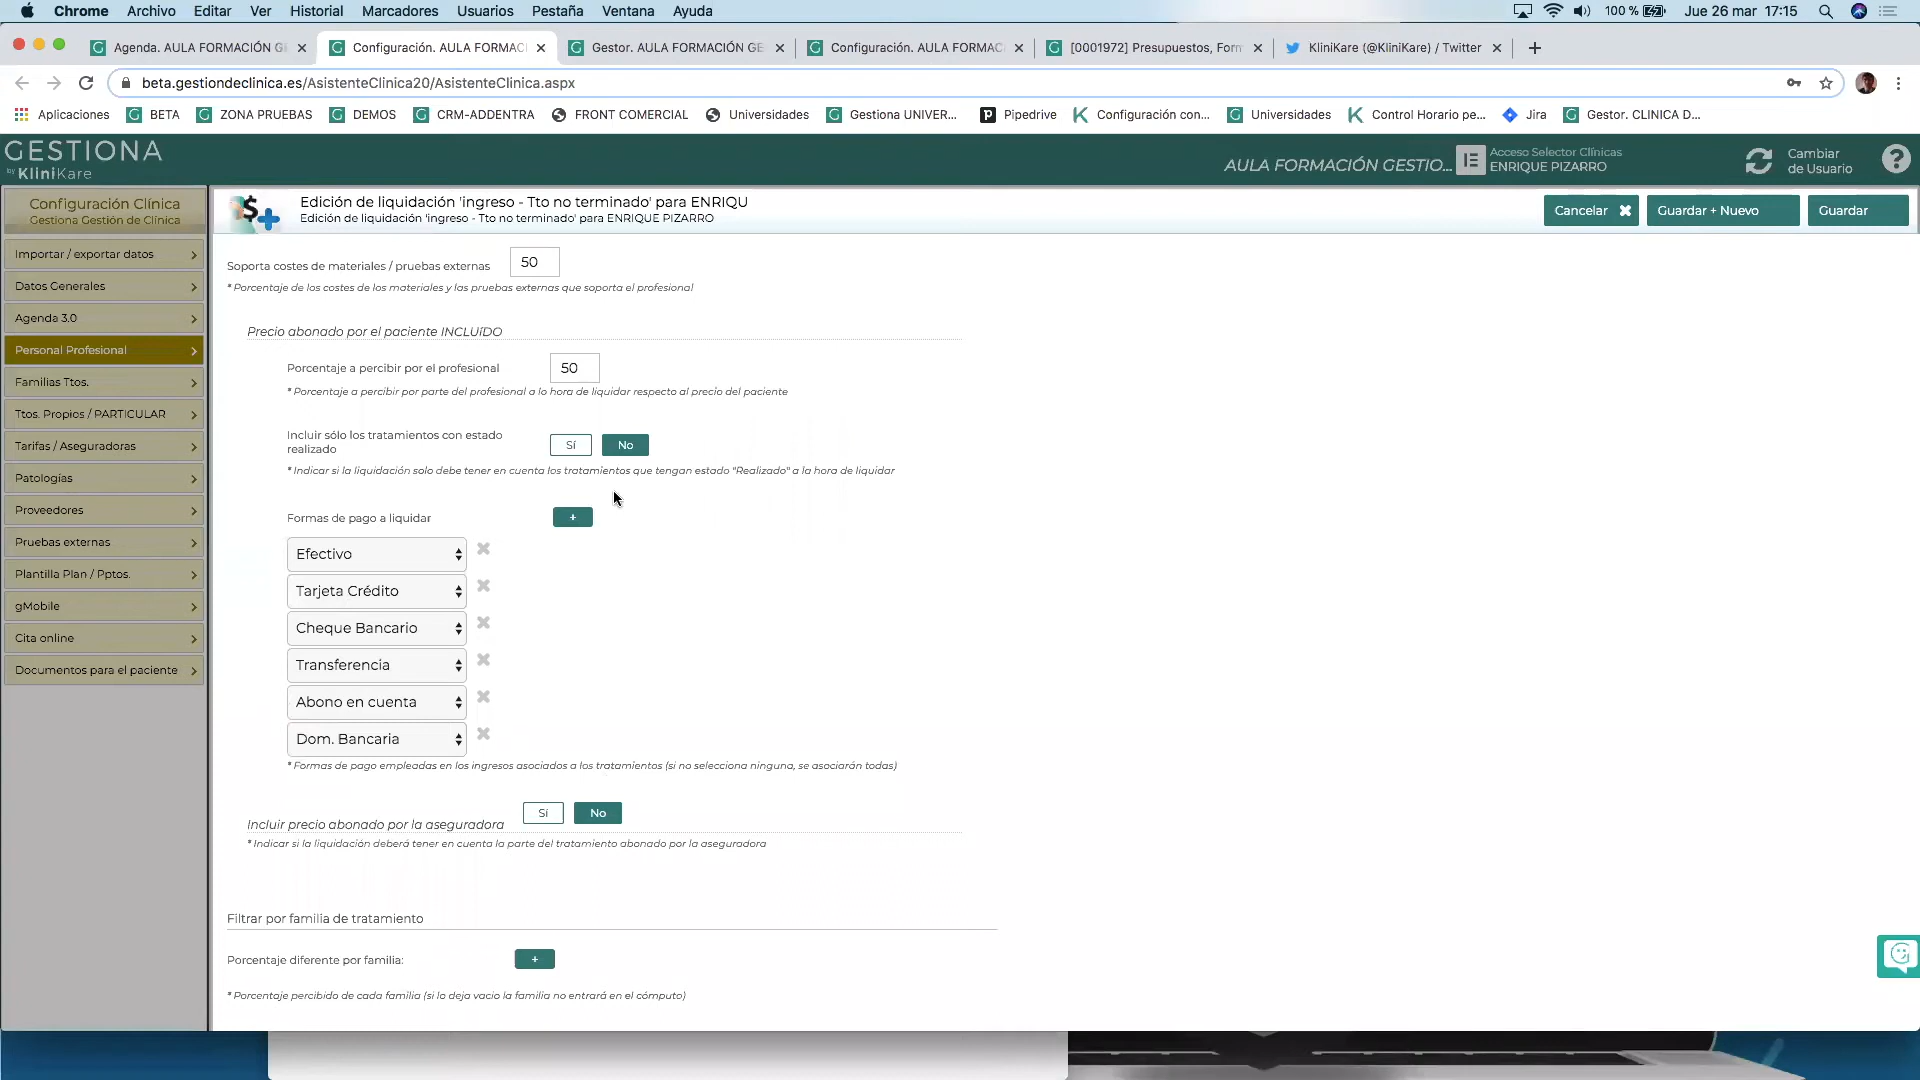 Chrome Archivo Editar Ver Historial Marcadores Usuarios Pestaña Ventana Ayuda 100 % Jue 26 mar 17:15
Agenda. AULA FORMACIÓN G Configuración. AULA FORMAC Gestor. AULA FORMACIÓN GE Configuración. AULA FORMAC [0001972] Presupuestos, Form KliniKare (@KliniKare) / Twitter
beta.gestiondeclinica.es/AsistenteClinica20/AsistenteClinica.aspx
Aplicaciones BETA ZONA PRUEBAS DEMOS CRM-ADDENTRA FRONT COMERCIAL Universidades Gestiona UNIVER... Pipedrive Configuración con... Universidades Control Horario pe... Jira Gestor. CLINICA D...
GESTIONA
by KliniKare
AULA FORMACIÓN GESTIO...
Acceso Selector Clínicas
ENRIQUE PIZARRO
Cambiar
de Usuario
Configuración Clínica
Gestiona Gestión de Clínica
Importar / exportar datos
Datos Generales
Agenda 3.0
Personal Profesional
Familias Ttos.
Ttos. Propios / PARTICULAR
Tarifas / Aseguradoras
Patologías
Proveedores
Pruebas externas
Plantilla Plan / Pptos.
gMobile
Cita online
Documentos para el paciente
Edición de liquidación 'ingreso - Tto no terminado' para ENRIQU
Edición de liquidación 'ingreso - Tto no terminado' para ENRIQUE PIZARRO
Cancelar
Guardar + Nuevo
Guardar
Soporta costes de materiales / pruebas externas 50
* Porcentaje de los costes de los materiales y las pruebas externas que soporta el profesional
Precio abonado por el paciente INCLUíDO
Porcentaje a percibir por el profesional 50
* Porcentaje a percibir por parte del profesional a la hora de liquidar respecto al precio del paciente
Incluir sólo los tratamientos con estado
realizado
Sí No
* Indicar si la liquidación solo debe tener en cuenta los tratamientos que tengan estado "Realizado" a la hora de liquidar
Formas de pago a liquidar +
Efectivo
Tarjeta Crédito
Cheque Bancario
Transferencia
Abono en cuenta
Dom. Bancaria
* Formas de pago empleadas en los ingresos asociados a los tratamientos (si no selecciona ninguna, se asociarán todas)
Incluir precio abonado por la aseguradora Sí No
* Indicar si la liquidación deberá tener en cuenta la parte del tratamiento abonado por la aseguradora
Filtrar por familia de tratamiento
Porcentaje diferente por familia: +
* Porcentaje percibido de cada familia (si lo deja vacio la familia no entrará en el cómputo)